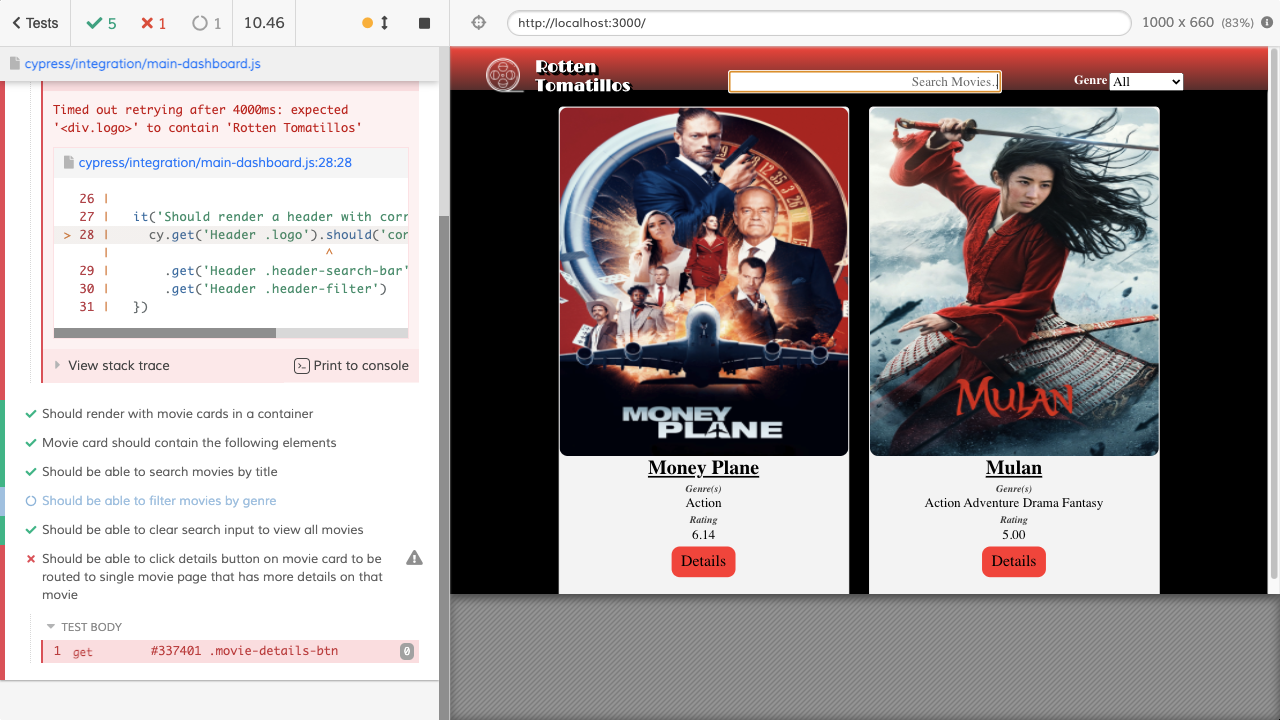 Tests
5
1
1
10.46
http://localhost:3000/
1000 x 660 (83%)
cypress/integration/main-dashboard.js
Timed out retrying after 4000ms: expected
'<div.logo>' to contain 'Rotten Tomatillos'
cypress/integration/main-dashboard.js:28:28
26 |
27 | it('Should render a header with corr
> 28 | cy.get('Header .logo').should('cor
^
29 | .get('Header .header-search-bar'
30 | .get('Header .header-filter')
31 | })
View stack trace
Print to console
Should render with movie cards in a container
Movie card should contain the following elements
Should be able to search movies by title
Should be able to filter movies by genre
Should be able to clear search input to view all movies
Should be able to click details button on movie card to be
routed to single movie page that has more details on that
movie
TEST BODY
1 get #337401 .movie-details-btn 0
Rotten
Tomatillos
Search Movies.
Genre All
MONEY
PLANE
Money Plane
Genre(s)
Action
Rating
6.14
Details
MULAN
Mulan
Genre(s)
Action Adventure Drama Fantasy
Rating
5.00
Details